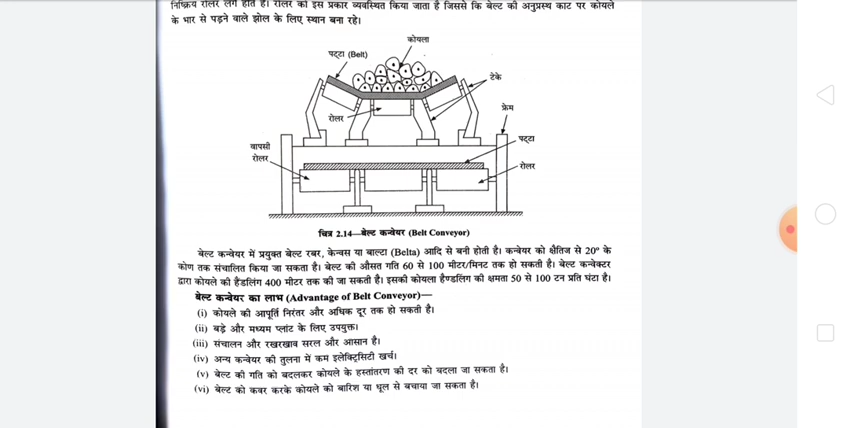 निष्क्रिय रोलर लगे होते हैं। रोलर को इस प्रकार व्यवस्थित किया जाता है जिससे कि बेल्ट की अनुप्रस्थ काट पर कोयले
के भार से पड़ने वाले झोल के लिए स्थान बना रहे।
कोयला
पट्टा (Belt)
टेके
रोलर
फ्रेम
पट्टा
वापसी
रोलर
रोलर
चित्र 2.14—बेल्ट कन्वेयर (Belt Conveyor)
बेल्ट कन्वेयर में प्रयुक्त बेल्ट रबर, केन्वस या बाल्टा (Belta) आदि से बनी होती है। कन्वेयर को क्षैतिज से 20° के
कोण तक संचालित किया जा सकता है। बेल्ट की औसत गति 60 से 100 मीटर/मिनट तक हो सकती है। बेल्ट कन्वेक्टर
द्वारा कोयले की हैडलिंग 400 मीटर तक की जा सकती है। इसकी कोयला हैण्डलिंग की क्षमता 50 से 100 टन प्रति घंटा है।
बेल्ट कन्वेयर का लाभ (Advantage of Belt Conveyor)—
(i) कोयले की आपूर्ति निरंतर और अधिक दूर तक हो सकती है।
(ii) बड़े और मध्यम प्लांट के लिए उपयुक्त।
(iii) संचालन और रखरखाव सरल और आसान है।
(iv) अन्य कन्वेयर की तुलना में कम इलेक्ट्रिसिटी खर्च।
(v) बेल्ट की गति को बदलकर कोयले के हस्तांतरण की दर को बदला जा सकता है।
(vi) बेल्ट को कवर करके कोयले को बारिश या धूल से बचाया जा सकता है।